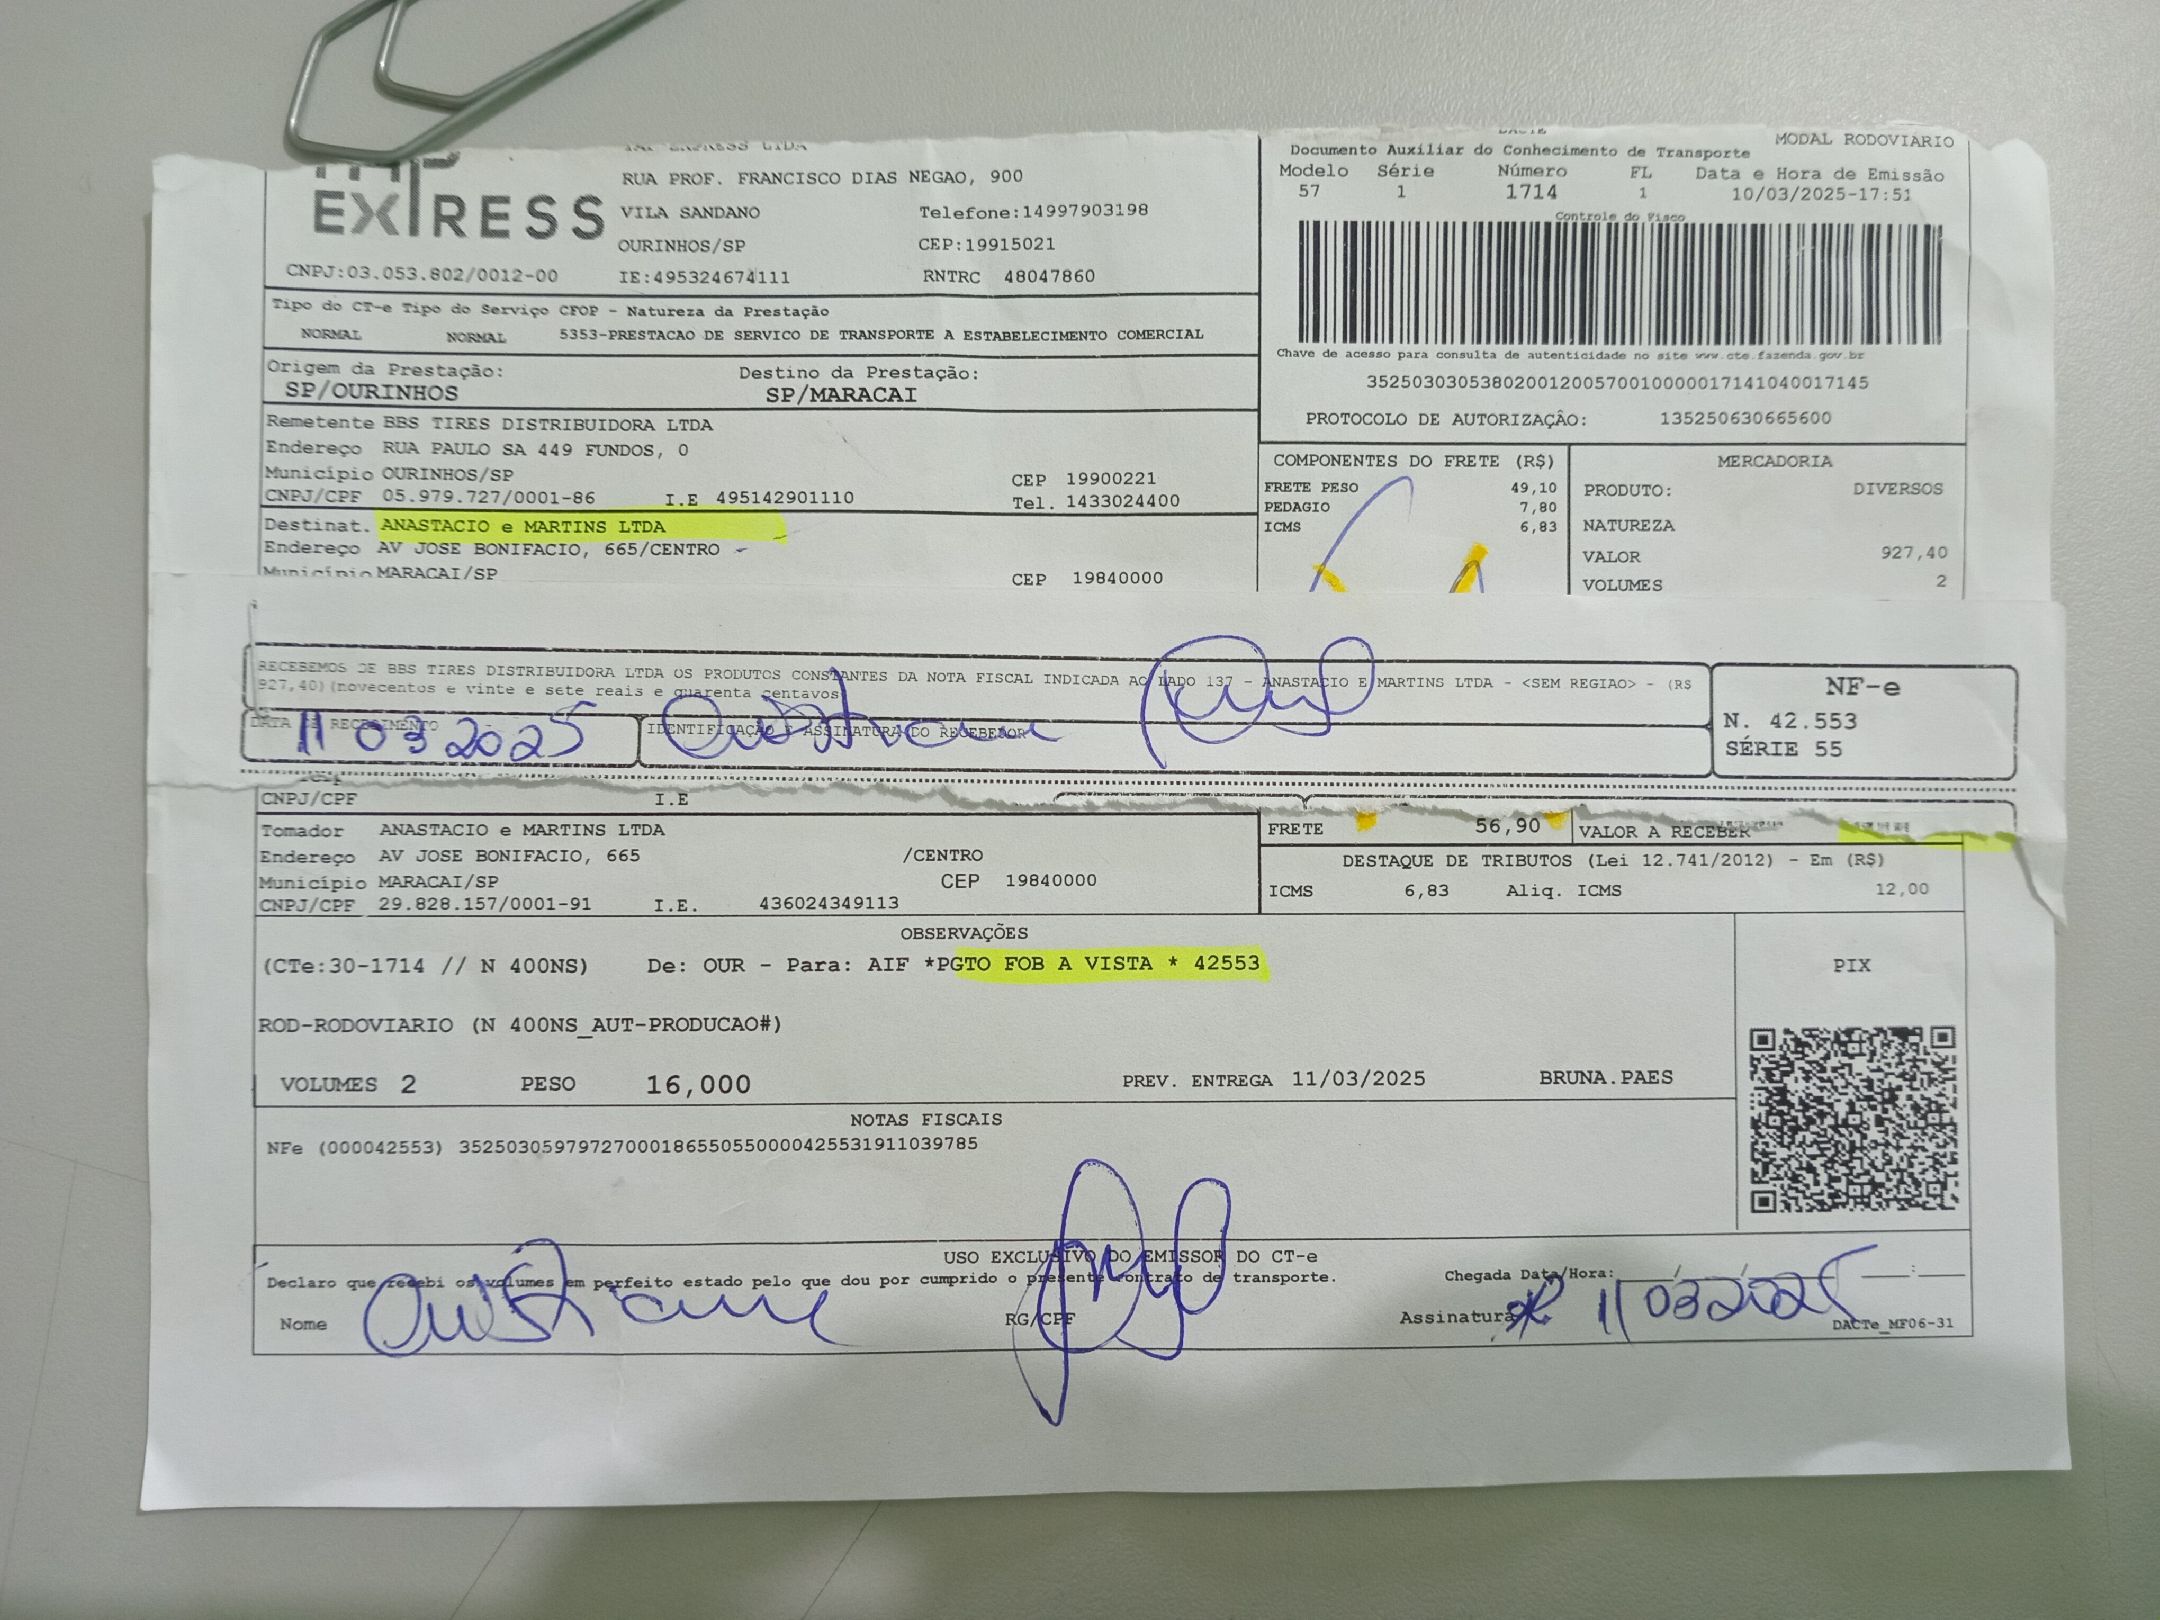 EXPRESS
RUA PROF. FRANCISCO DIAS NEGAO, 900
VILA SANDANO Telefone:14997903198
OURINHOS/SP CEP:19915021
CNPJ:03.053.802/0012-00 IE:495324674111 RNTRC 48047860
MODAL RODOVIARIO
Documento Auxiliar do Conhecimento de Transporte
Modelo Série Número FL Data e Hora de Emissão
57 1 1714 1 10/03/2025-17:51
Controle do Fisco
Chave de acesso para consulta de autenticidade no site www.cte.fazenda.gov.br
35250303053802001200570010000017141040017145
PROTOCOLO DE AUTORIZAÇÃO: 135250630665600
Tipo do CT-e Tipo do Serviço CFOP - Natureza da Prestação
NORMAL NORMAL 5353-PRESTACAO DE SERVICO DE TRANSPORTE A ESTABELECIMENTO COMERCIAL
Origem da Prestação: Destino da Prestação:
SP/OURINHOS SP/MARACAI
Remetente BBS TIRES DISTRIBUIDORA LTDA
Endereço RUA PAULO SA 449 FUNDOS, 0
Município OURINHOS/SP CEP 19900221
CNPJ/CPF 05.979.727/0001-86 I.E 495142901110 Tel. 1433024400
Destinat. ANASTACIO e MARTINS LTDA
Endereço AV JOSE BONIFACIO, 665/CENTRO
Município MARACAI/SP CEP 19840000
COMPONENTES DO FRETE (R$)
FRETE PESO 49,10
PEDAGIO 7,80
ICMS 6,83
MERCADORIA
PRODUTO: DIVERSOS
NATUREZA
VALOR 927,40
VOLUMES 2
RECEBEMOS DE BBS TIRES DISTRIBUIDORA LTDA OS PRODUTOS CONSTANTES DA NOTA FISCAL INDICADA AO LADO 137 - ANASTACIO E MARTINS LTDA - <SEM REGIAO> - (R$
927,40)(novecentos e vinte e sete reais e quarenta centavos)
DATA DE RECEBIMENTO IDENTIFICAÇÃO E ASSINATURA DO RECEBEDOR
11 03 2025
NF-e
N. 42.553
SÉRIE 55
CNPJ/CPF I.E
Tomador ANASTACIO e MARTINS LTDA
Endereço AV JOSE BONIFACIO, 665 /CENTRO
Município MARACAI/SP CEP 19840000
CNPJ/CPF 29.828.157/0001-91 I.E. 436024349113
FRETE 56,90 VALOR A RECEBER
DESTAQUE DE TRIBUTOS (Lei 12.741/2012) - Em (R$)
ICMS 6,83 Aliq. ICMS 12,00
OBSERVAÇÕES
(CTe:30-1714 // N 400NS) De: OUR - Para: AIF *PGTO FOB A VISTA * 42553
ROD-RODOVIARIO (N 400NS_AUT-PRODUCAO#)
PIX
VOLUMES 2 PESO 16,000 PREV. ENTREGA 11/03/2025 BRUNA.PAES
NOTAS FISCAIS
NFe (000042553) 35250305979727000186550550000425531911039785
USO EXCLUSIVO DO EMISSOR DO CT-e
Declaro que recebi os volumes em perfeito estado pelo que dou por cumprido o presente contrato de transporte. Chegada Data/Hora:
Nome RG/CPF Assinatura 11 03 2025
DACTe_MF06-31